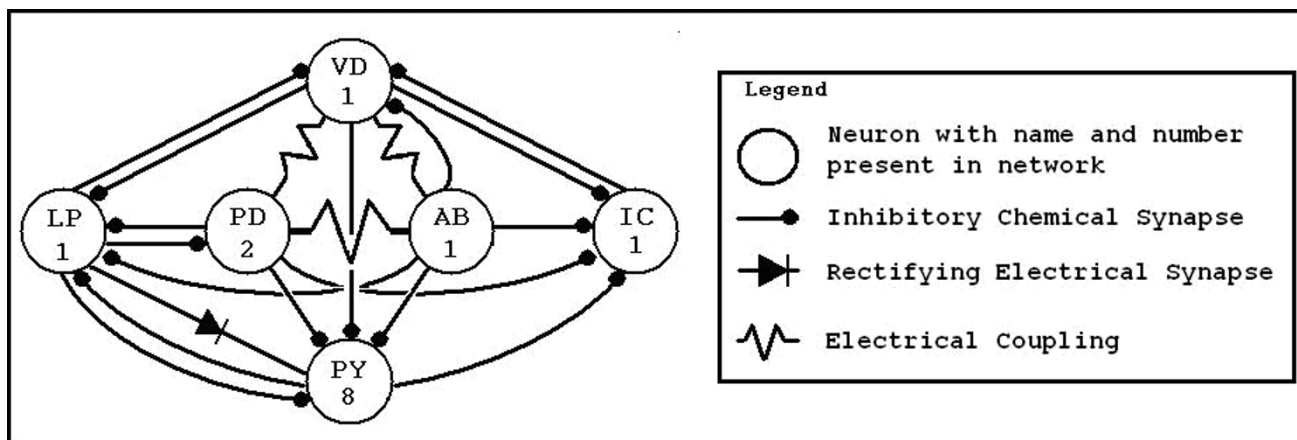 VD
1
LP
1
PD
2
AB
1
IC
1
PY
8
Legend
Neuron with name and number
present in network
Inhibitory Chemical Synapse
Rectifying Electrical Synapse
Electrical Coupling